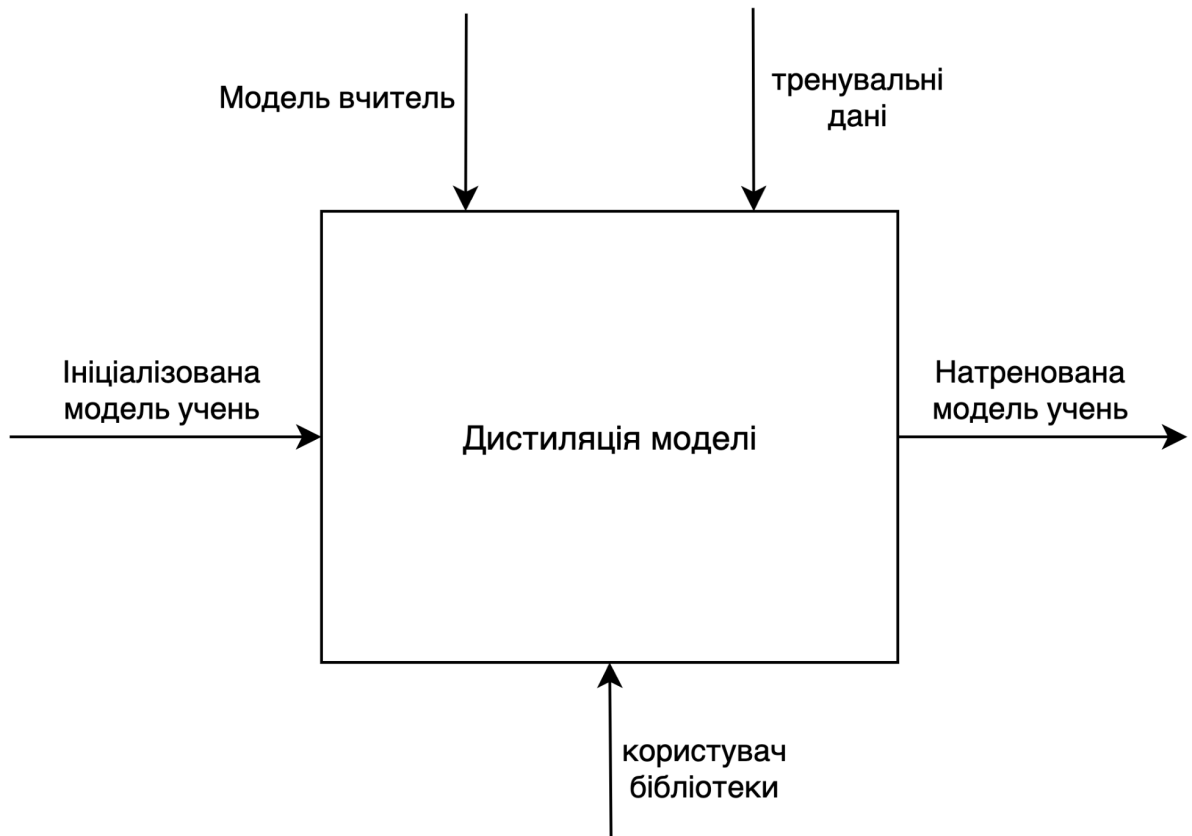 Модель вчитель
тренувальні
дані
Ініціалізована
модель учень
Дистиляція моделі
Натренована
модель учень
користувач
бібліотеки